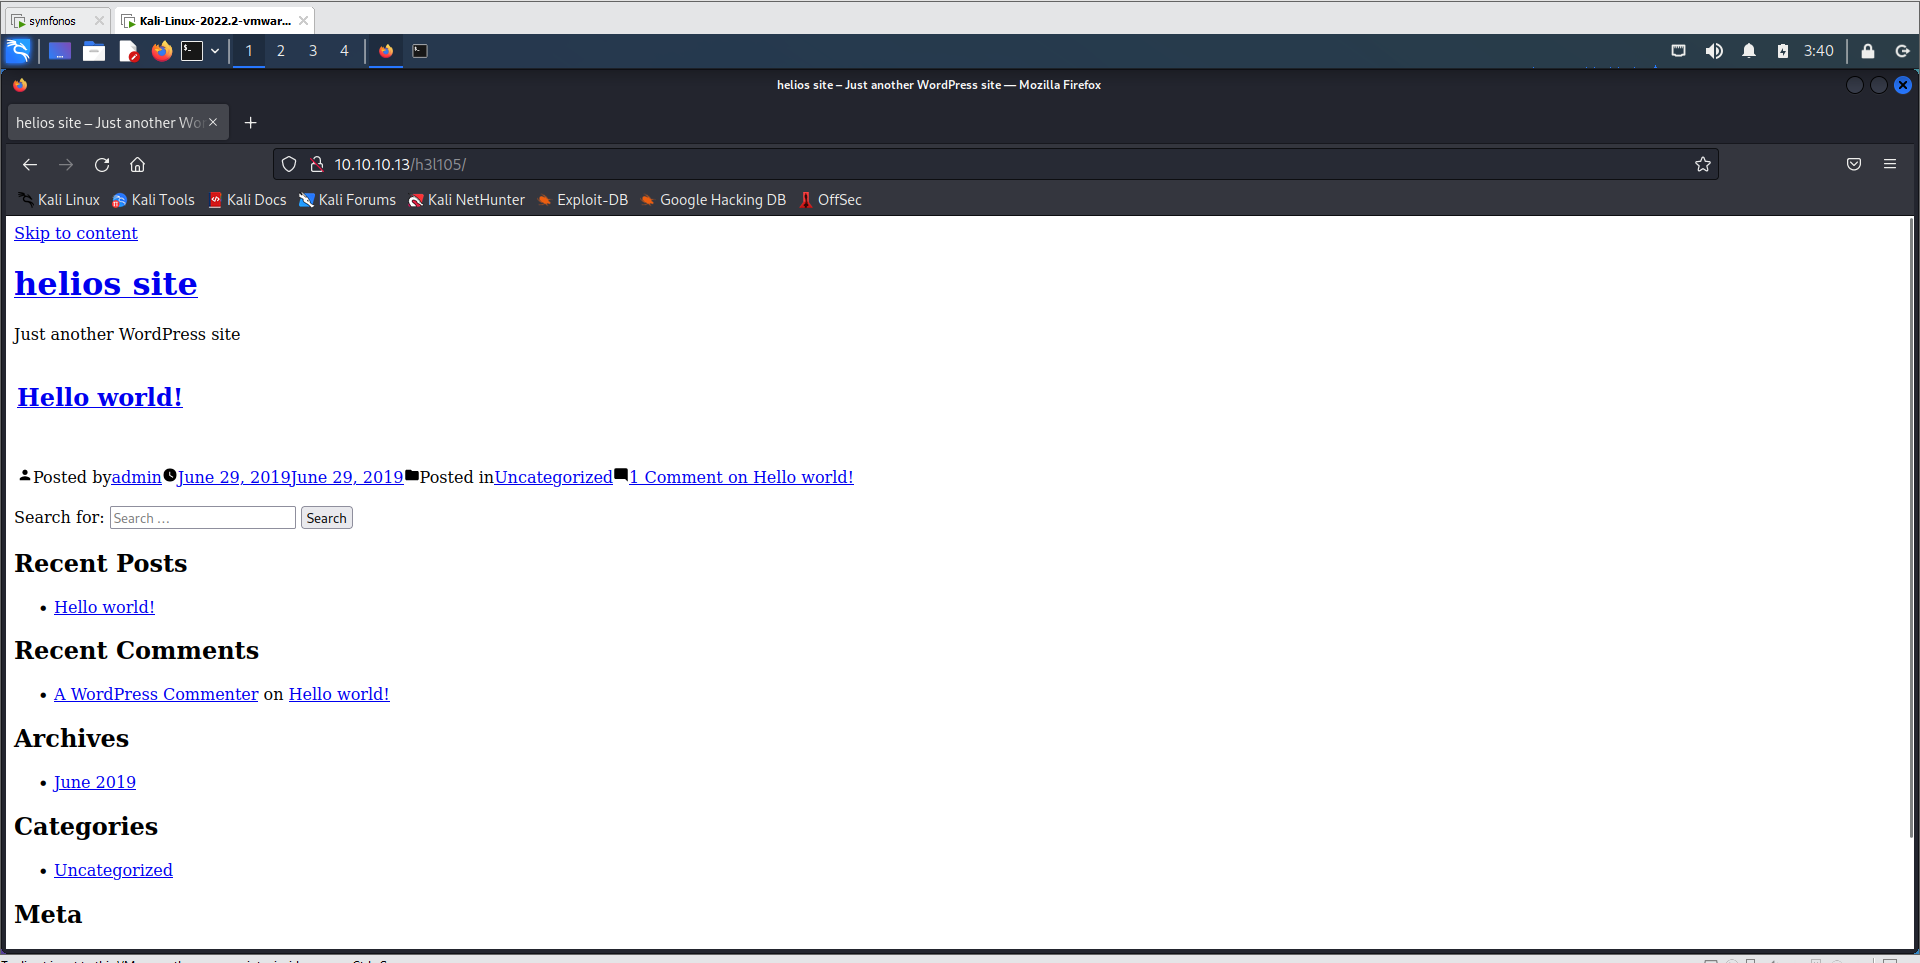 symfonos
Kali-Linux-2022.2-vmwar...
1 2 3 4
3:40
helios site – Just another WordPress site — Mozilla Firefox
helios site – Just another Wo
10.10.10.13/h3l105/
Kali Linux Kali Tools Kali Docs Kali Forums Kali NetHunter Exploit-DB Google Hacking DB OffSec
Skip to content
helios site
Just another WordPress site
Hello world!
Posted byadmin June 29, 2019June 29, 2019 Posted inUncategorized 1 Comment on Hello world!
Search for: Search … Search
Recent Posts
Hello world!
Recent Comments
A WordPress Commenter on Hello world!
Archives
June 2019
Categories
Uncategorized
Meta